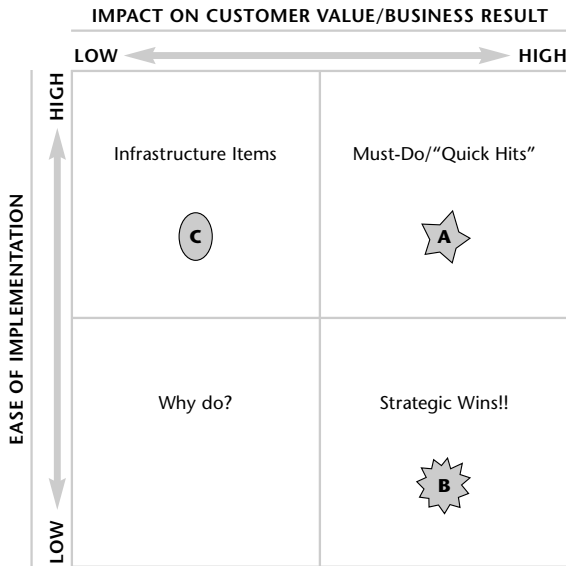 IMPACT ON CUSTOMER VALUE/BUSINESS RESULT
LOW
HIGH
HIGH
EASE OF IMPLEMENTATION
LOW
Infrastructure Items
C
Must-Do/“Quick Hits”
A
Why do?
Strategic Wins!!
B